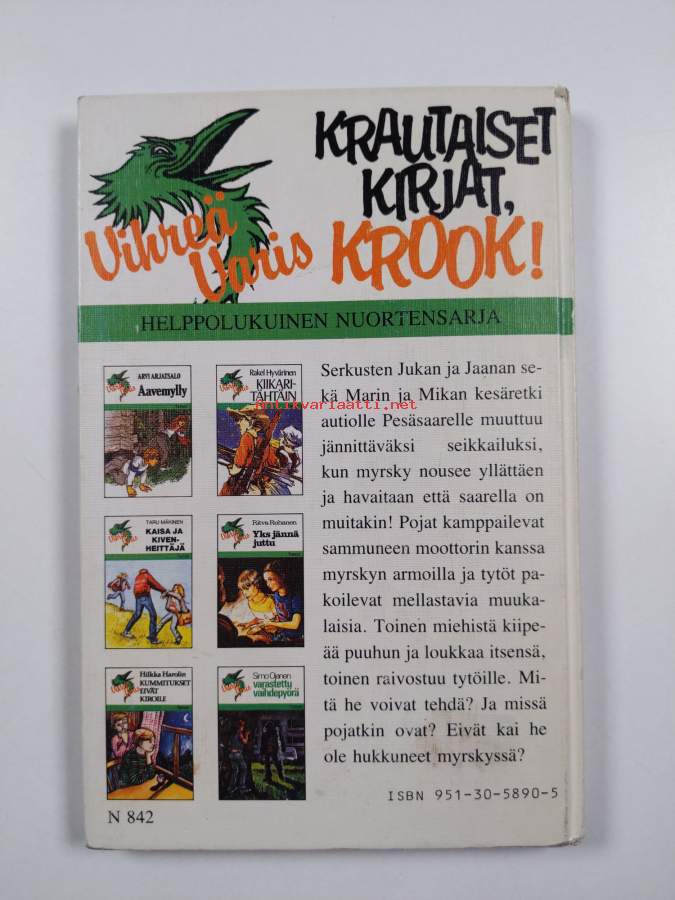 KRAUTAISET
KIRJAT,
KROOK!
Vihreä
Varis
HELPPOLUKUINEN NUORTENSARJA
ARVI ARJATSALO
Aavemylly
Rakel Hyvärinen
KIIKARI-
TÄHTÄIN
TARU MÄKINEN
KAISA JA
KIVEN-
HEITTÄJÄ
Ritva Rohanen
Yks jännä
juttu
Hilkka Harolin
KUMMITUKSET
EIVÄT
KIROILE
Simo Ojanen
varastettu
vaihdepyörä
Serkusten Jukan ja Jaanan se-
kä Marin ja Mikan kesäretki
autiolle Pesäsaarelle muuttuu
jännittäväksi seikkailuksi,
kun myrsky nousee yllättäen
ja havaitaan että saarella on
muitakin! Pojat kamppailevat
sammuneen moottorin kanssa
myrskyn armoilla ja tytöt pa-
koilevat mellastavia muuka-
laisia. Toinen miehistä kiipe-
ää puuhun ja loukkaa itsensä,
toinen raivostuu tytöille. Mi-
tä he voivat tehdä? Ja missä
pojatkin ovat? Eivät kai he
ole hukkuneet myrskyssä?
ISBN 951-30-5890-5
N 842
antikvariaatti.net